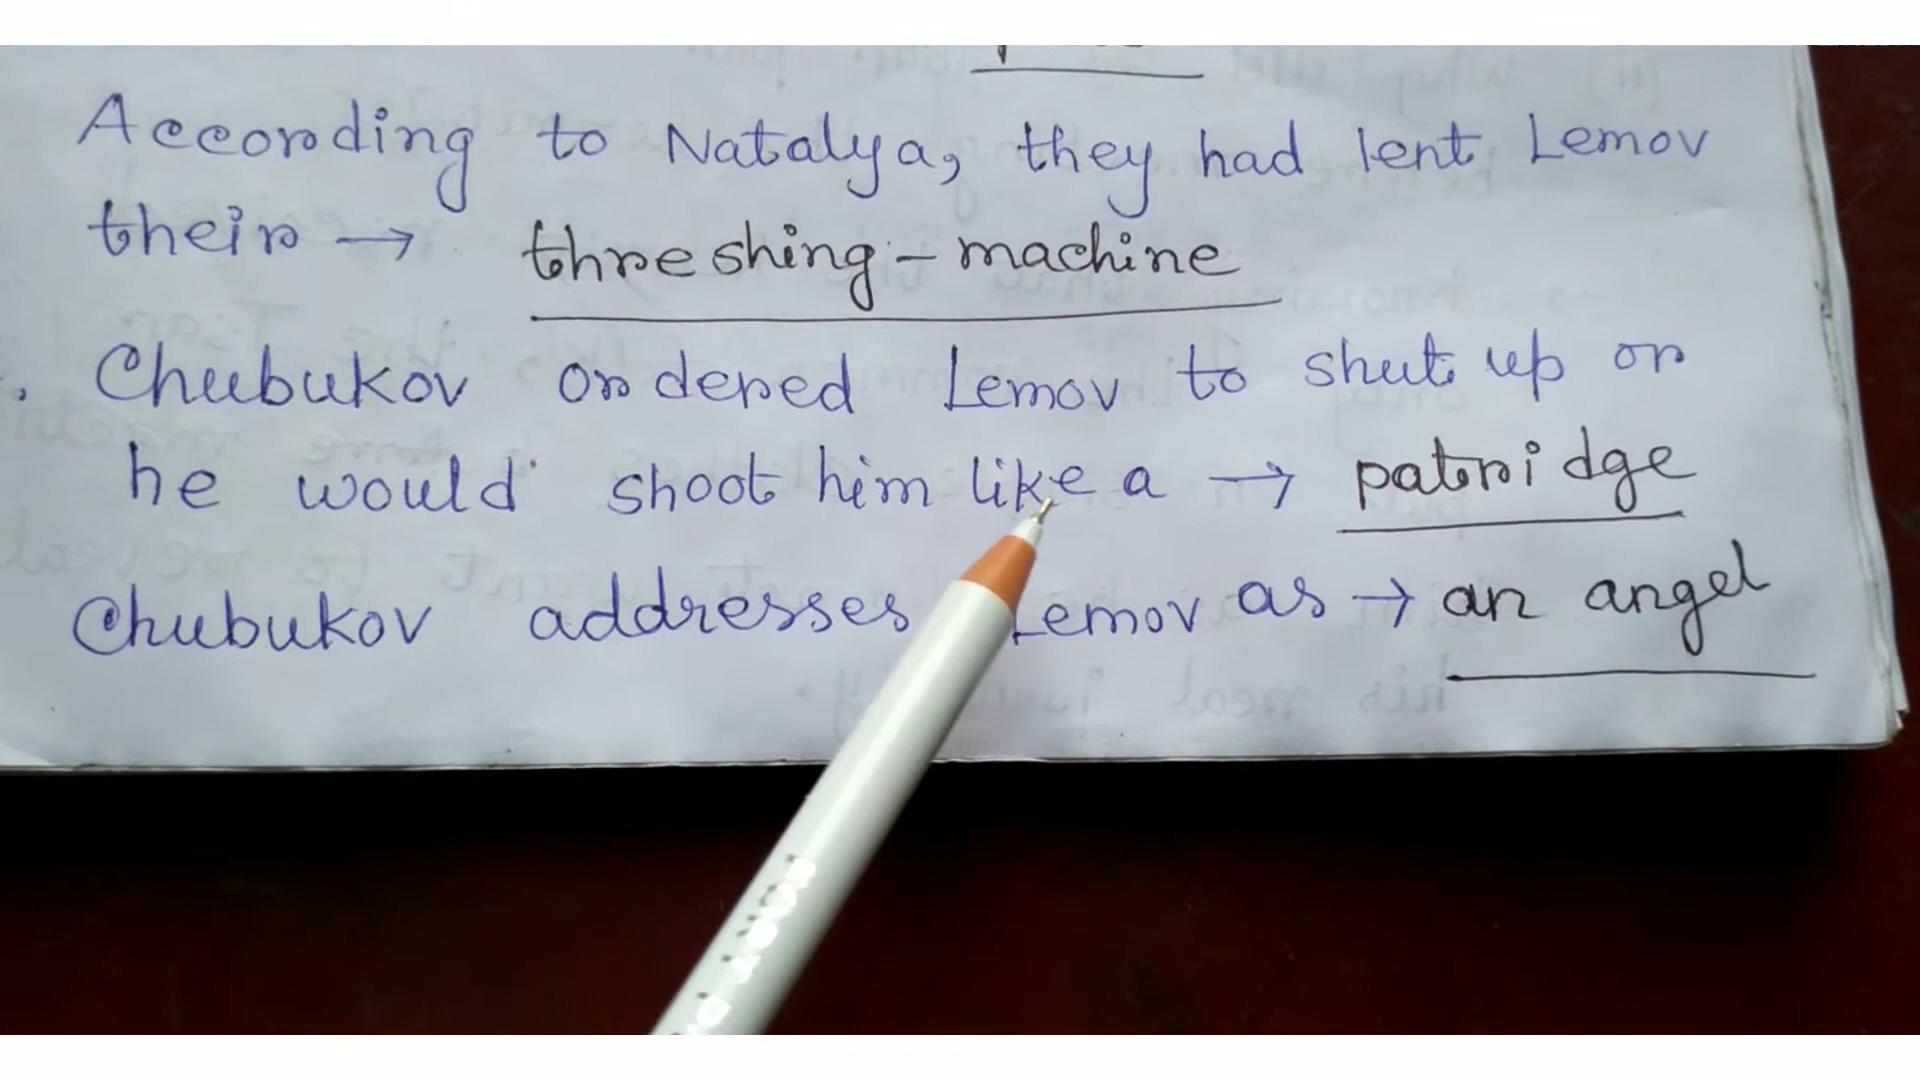 According to Natalya, they had lent Lemov
their → threshing-machine
Chubukov ordered Lemov to shut up or
he would shoot him like a → patridge
Chubukov addresses Lemov as → an angel